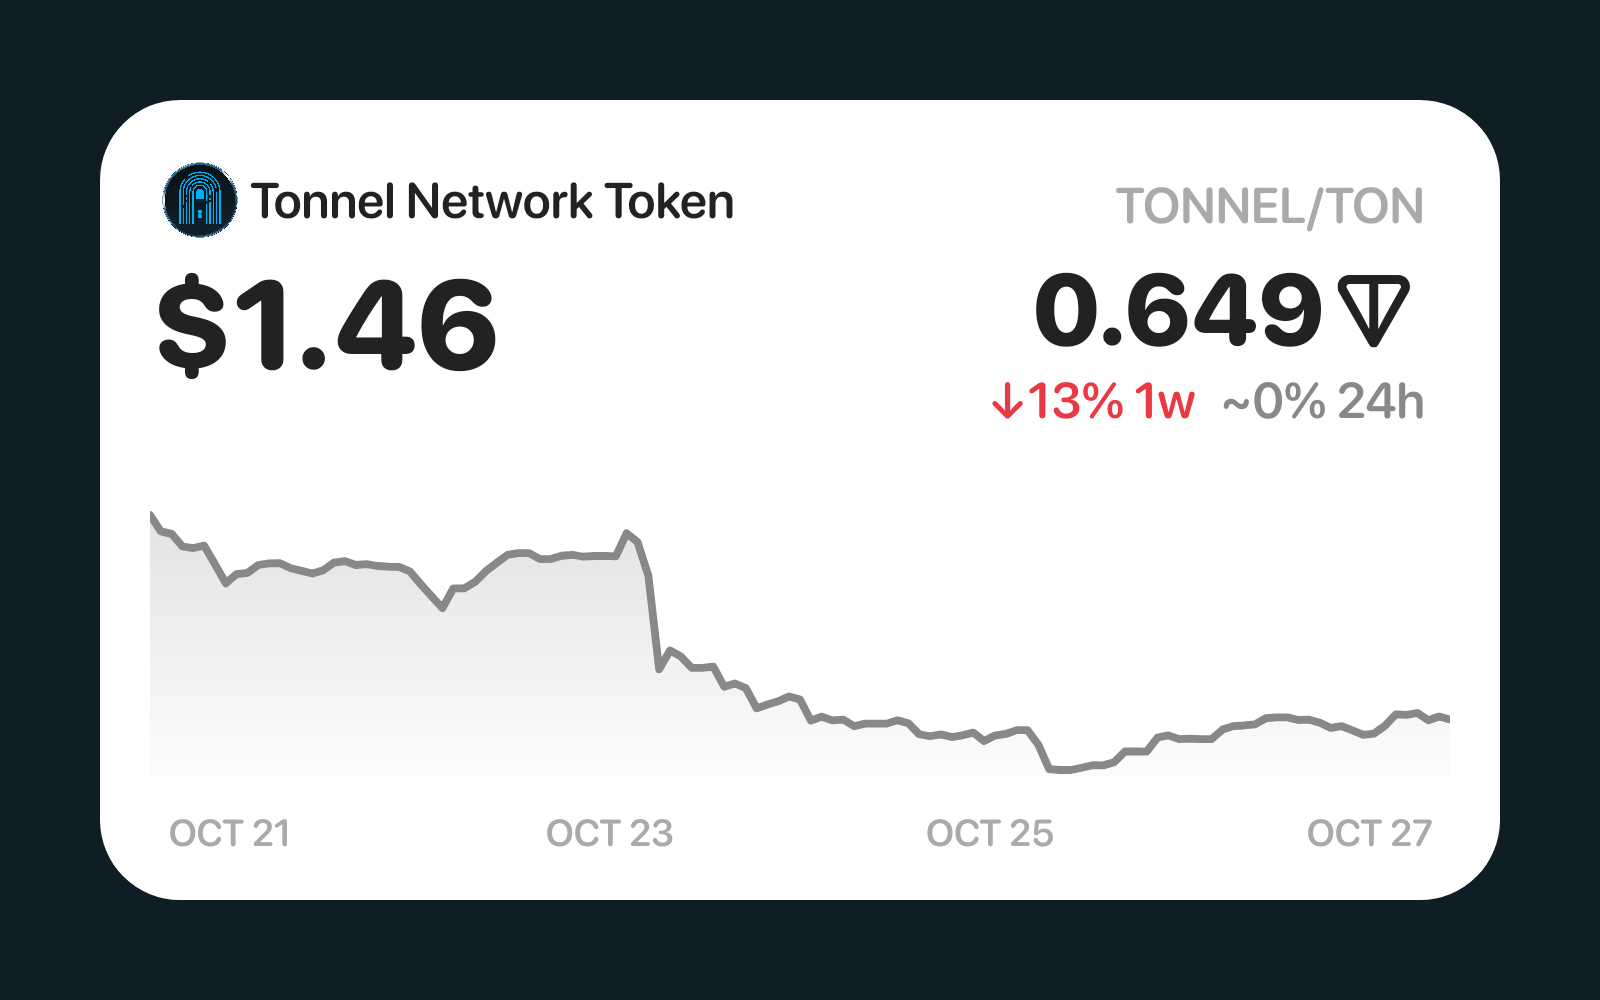 Tonnel Network Token
TONNEL/TON
$1.46
0.649
↓13% 1w ~0% 24h
OCT 21 OCT 23 OCT 25 OCT 27